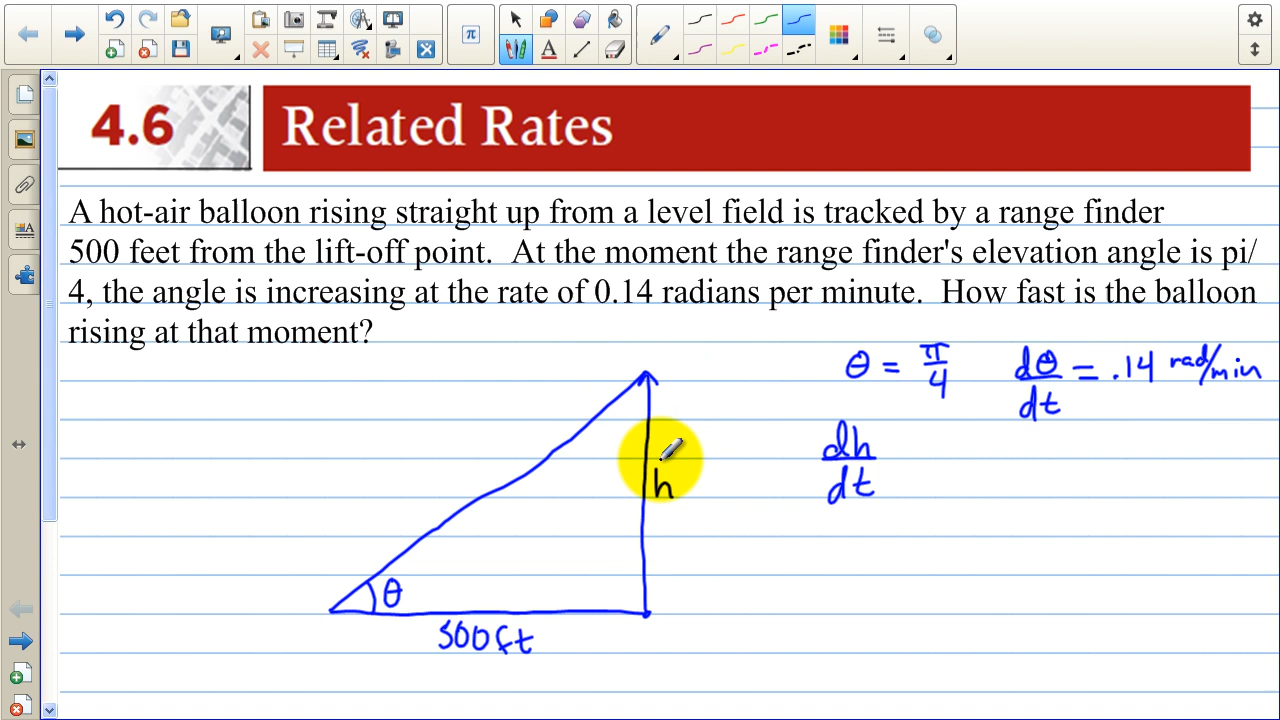 4.6 Related Rates
A hot-air balloon rising straight up from a level field is tracked by a range finder
500 feet from the lift-off point. At the moment the range finder's elevation angle is pi/
4, the angle is increasing at the rate of 0.14 radians per minute. How fast is the balloon
rising at that moment?
θ = π/4 dθ/dt = .14 rad/min
dh/dt
h
θ
500ft